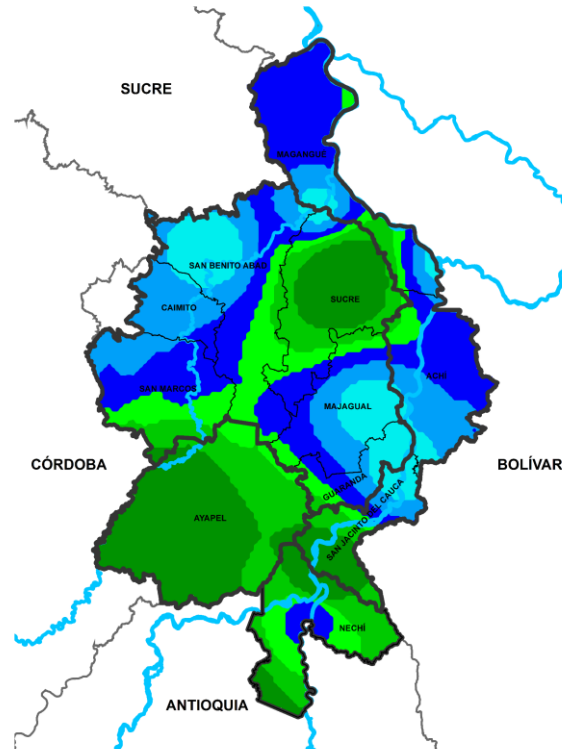 SUCRE
MAGANGUÉ
SAN BENITO ABAD
SUCRE
CAIMITO
SAN MARCOS
ACHÍ
MAJAGUAL
CÓRDOBA
BOLÍVAR
GUARANDA
SAN JACINTO DEL CAUCA
AYAPEL
NECHÍ
ANTIOQUIA